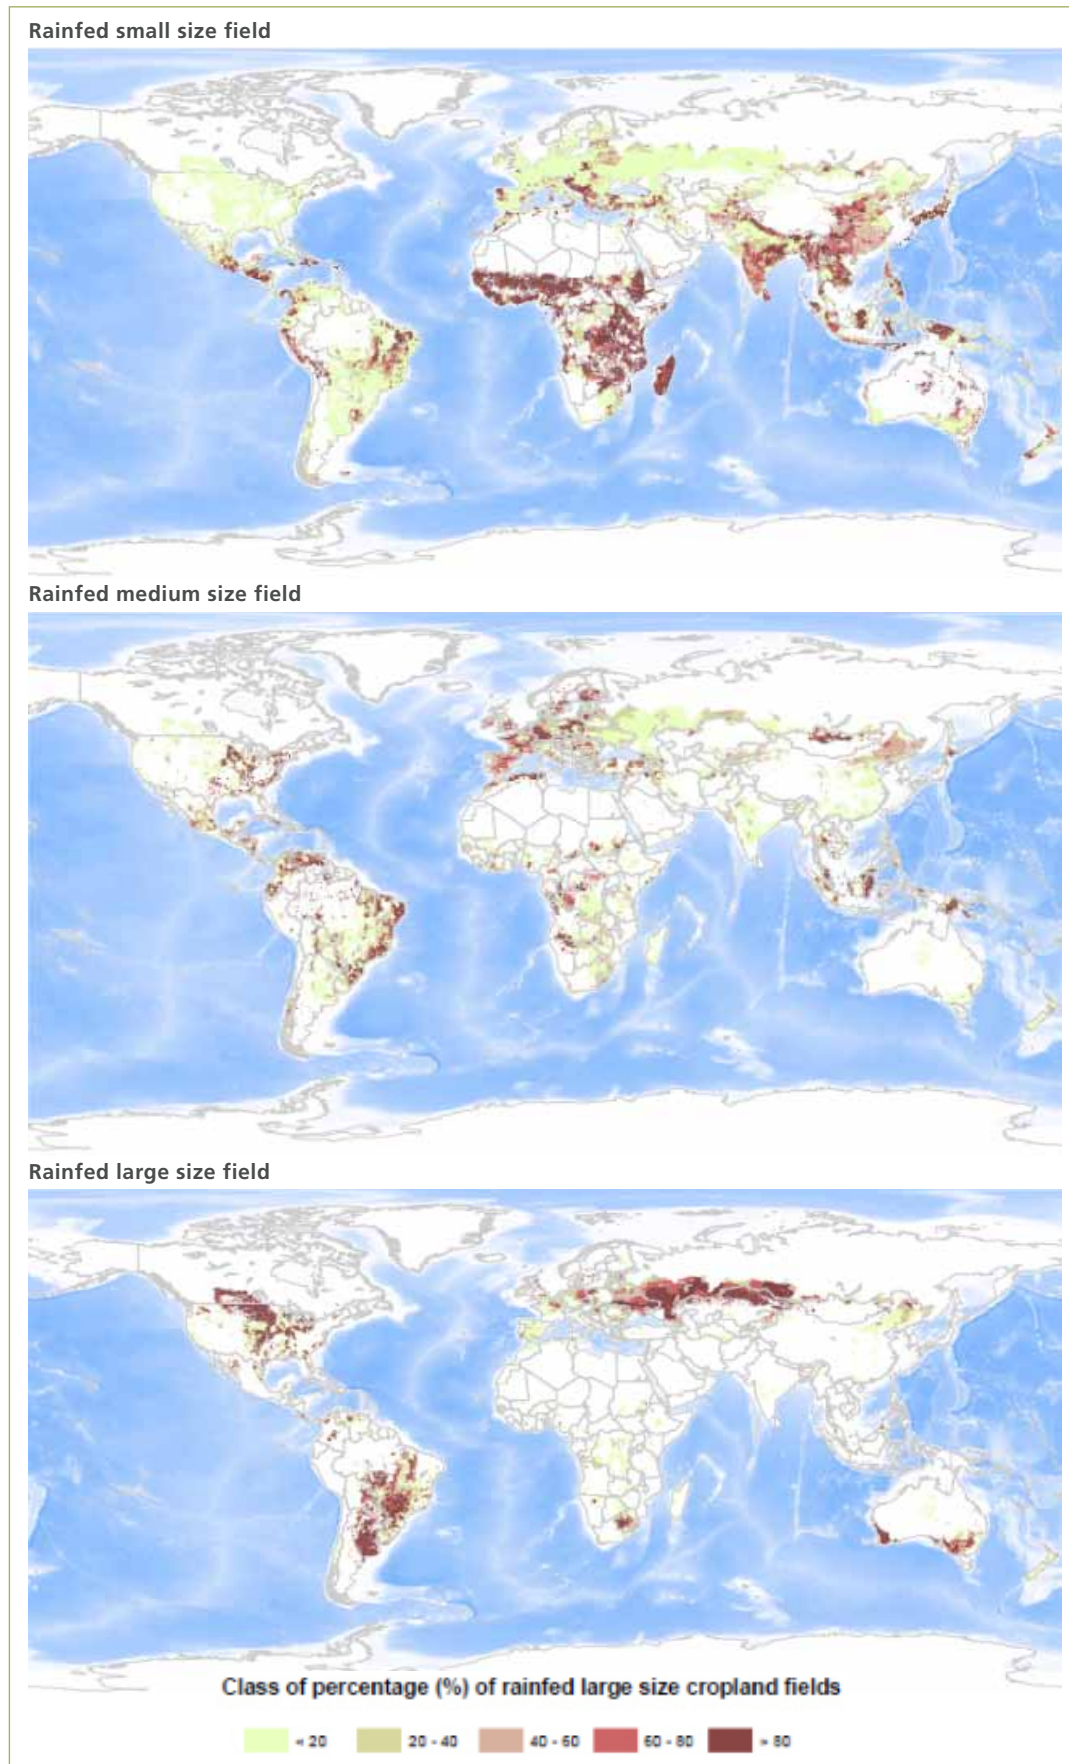 Rainfed small size field
Rainfed medium size field
Rainfed large size field
Class of percentage (%) of rainfed large size cropland fields
< 20 20 - 40 40 - 60 60 - 80 > 80